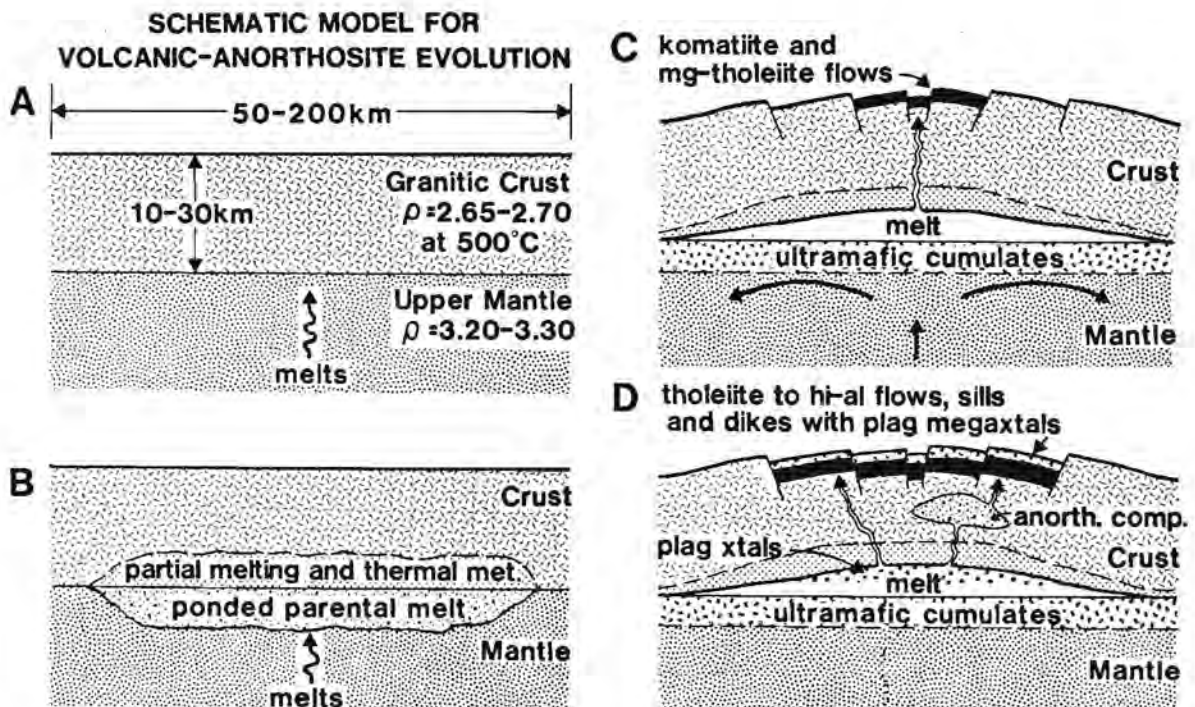 SCHEMATIC MODEL FOR
VOLCANIC-ANORTHOSITE EVOLUTION
A
50-200km
10-30km
Granitic Crust
ρ=2.65-2.70
at 500°C
Upper Mantle
ρ=3.20-3.30
melts
B
Crust
partial melting and thermal met.
ponded parental melt
Mantle
melts
C
komatiite and
mg-tholeiite flows
Crust
melt
ultramafic cumulates
Mantle
D
tholeiite to hi-al flows, sills
and dikes with plag megaxtals
anorth. comp.
plag xtals
Crust
melt
ultramafic cumulates
Mantle